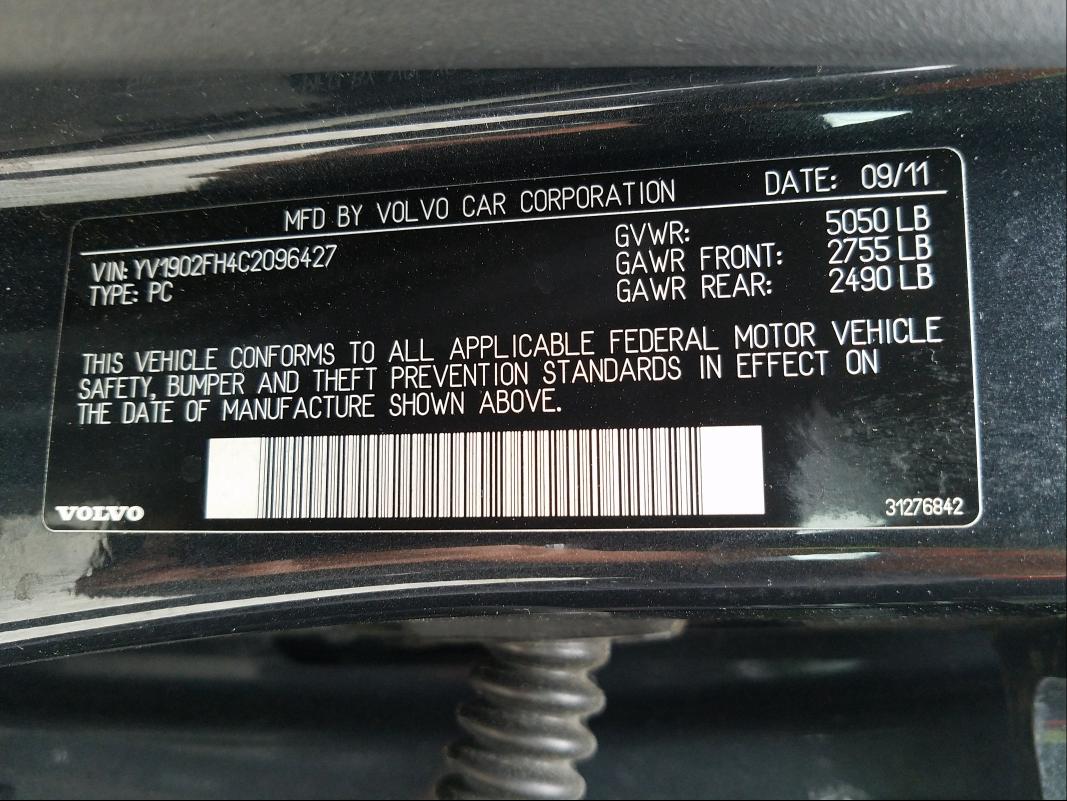 MFD BY VOLVO CAR CORPORATION DATE: 09/11
VIN: YV1902FH4C2096427
TYPE: PC
GVWR: 5050 LB
GAWR FRONT: 2755 LB
GAWR REAR: 2490 LB
THIS VEHICLE CONFORMS TO ALL APPLICABLE FEDERAL MOTOR VEHICLE
SAFETY, BUMPER AND THEFT PREVENTION STANDARDS IN EFFECT ON
THE DATE OF MANUFACTURE SHOWN ABOVE.
VOLVO
31276842